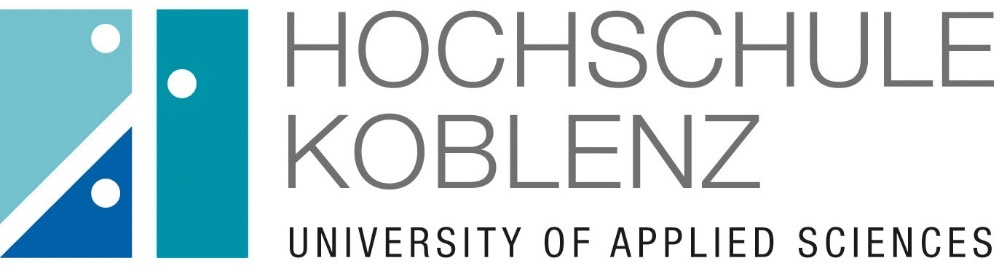 HOCHSCHULE
KOBLENZ
UNIVERSITY OF APPLIED SCIENCES